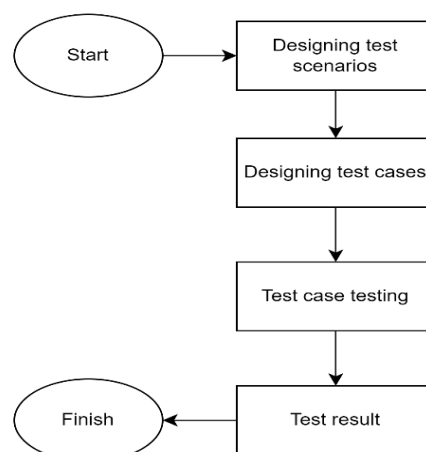 Start
Designing test
scenarios
Designing test cases
Test case testing
Test result
Finish